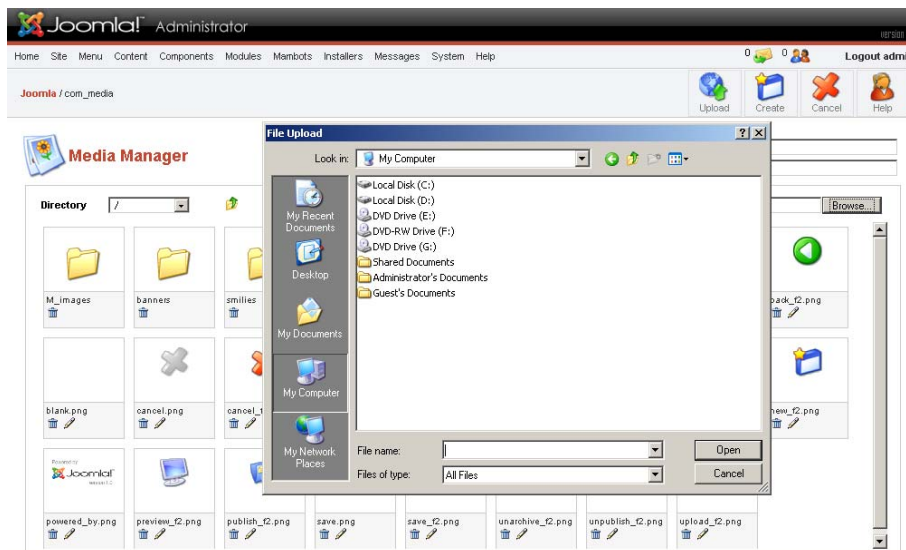 Joomla!™ Administrator
version
Home Site Menu Content Components Modules Mambots Installers Messages System Help 0 0 Logout admi
Joomla / com_media
Upload Create Cancel Help
Media Manager
Directory / Browse...
M_images banners smilies back_f2.png
blank.png cancel.png cancel_f new_f2.png
Powered by
Joomla!
powered_by.png preview_f2.png publish_f2.png save.png save_f2.png unarchive_f2.png unpublish_f2.png upload_f2.png
File Upload
Look in: My Computer
My Recent Documents
Desktop
My Documents
My Computer
My Network Places
Local Disk (C:)
Local Disk (D:)
DVD Drive (E:)
DVD-RW Drive (F:)
DVD Drive (G:)
Shared Documents
Administrator's Documents
Guest's Documents
File name: Open
Files of type: All Files Cancel